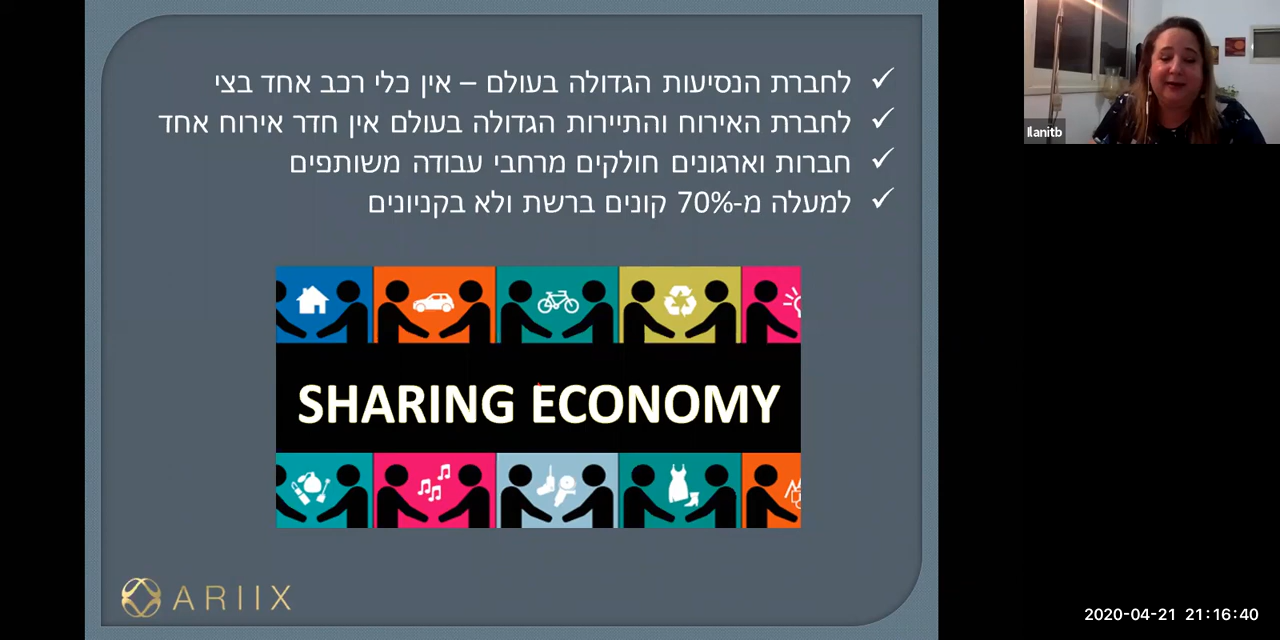 לחברת הנסיעות הגדולה בעולם – אין כלי רכב אחד בצי
לחברת האירוח והתיירות הגדולה בעולם אין חדר אירוח אחד
חברות וארגונים חולקים מרחבי עבודה משותפים
למעלה מ-70% קונים ברשת ולא בקניונים
SHARING ECONOMY
ARIIX
Ilanitb
2020-04-21 21:16:40